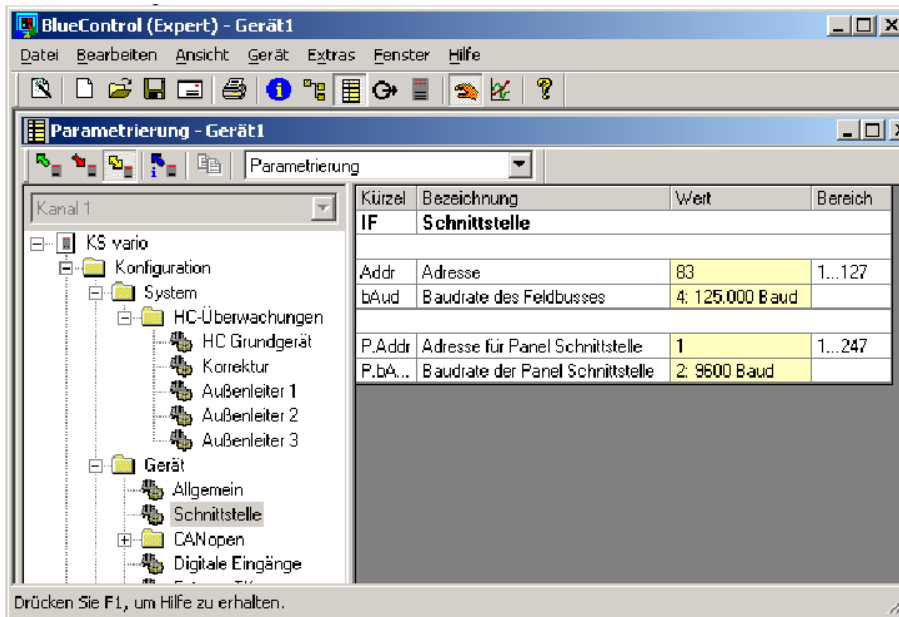 BlueControl (Expert) - Gerät1
Datei Bearbeiten Ansicht Gerät Extras Fenster Hilfe
Parametrierung - Gerät1
Parametrierung
Kanal 1
KS vario
Konfiguration
System
HC-Überwachungen
HC Grundgerät
Korrektur
Außenleiter 1
Außenleiter 2
Außenleiter 3
Gerät
Allgemein
Schnittstelle
CANopen
Digitale Eingänge
Kürzel Bezeichnung Wert Bereich
IF Schnittstelle
Addr Adresse 83 1...127
bAud Baudrate des Feldbusses 4: 125.000 Baud
P.Addr Adresse für Panel Schnittstelle 1 1...247
P.bA... Baudrate der Panel Schnittstelle 2: 9600 Baud
Drücken Sie F1, um Hilfe zu erhalten.